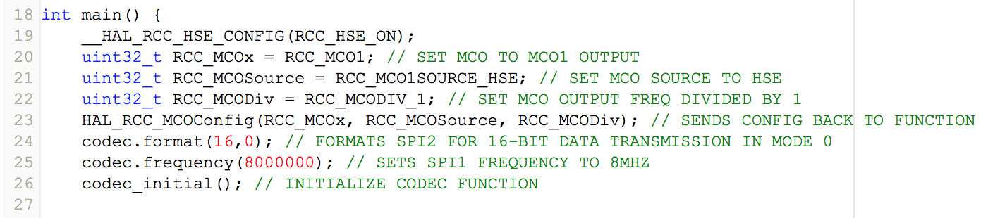 18 int main() {
19 __HAL_RCC_HSE_CONFIG(RCC_HSE_ON);
20 uint32_t RCC_MCOx = RCC_MCO1; // SET MCO TO MCO1 OUTPUT
21 uint32_t RCC_MCOSource = RCC_MCO1SOURCE_HSE; // SET MCO SOURCE TO HSE
22 uint32_t RCC_MCODiv = RCC_MCODIV_1; // SET MCO OUTPUT FREQ DIVIDED BY 1
23 HAL_RCC_MCOConfig(RCC_MCOx, RCC_MCOSource, RCC_MCODiv); // SENDS CONFIG BACK TO FUNCTION
24 codec.format(16,0); // FORMATS SPI2 FOR 16-BIT DATA TRANSMISSION IN MODE 0
25 codec.frequency(8000000); // SETS SPI1 FREQUENCY TO 8MHZ
26 codec_initial(); // INITIALIZE CODEC FUNCTION
27